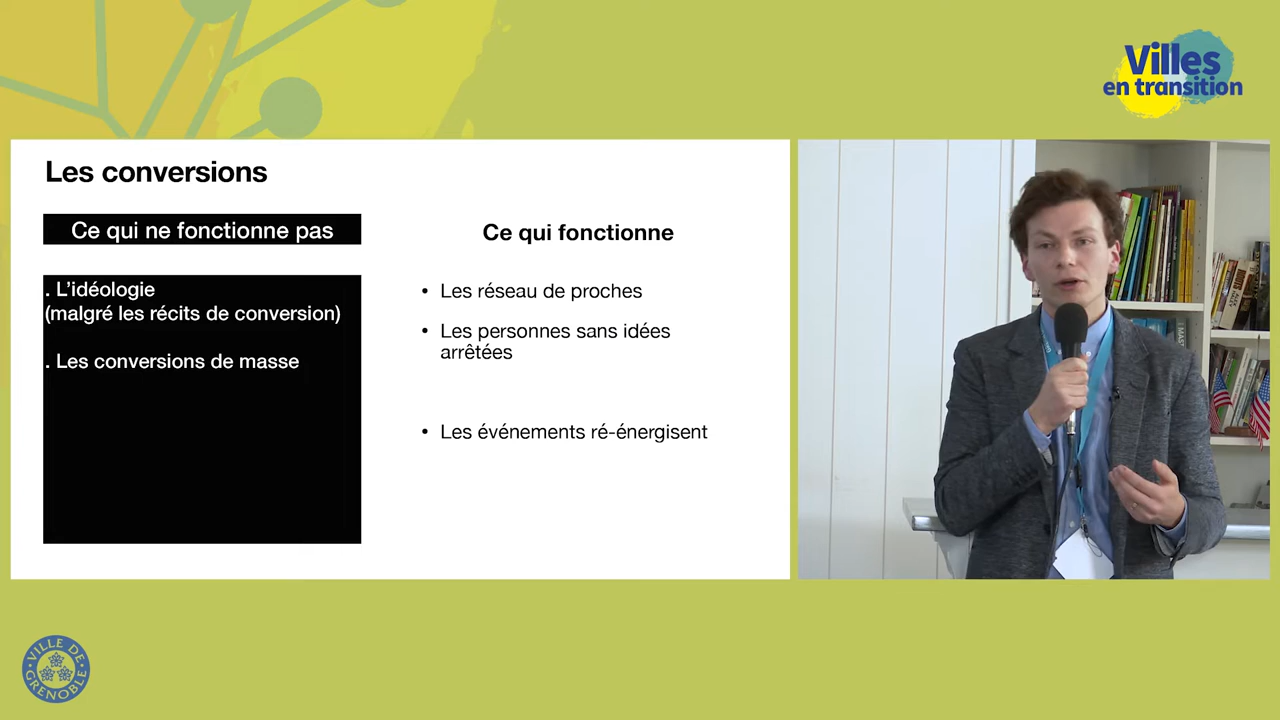 Villes
en transition
Les conversions
Ce qui ne fonctionne pas
. L'idéologie
(malgré les récits de conversion)
. Les conversions de masse
Ce qui fonctionne
• Les réseau de proches
• Les personnes sans idées
arrêtées
• Les événements ré-énergisent
VILLE DE
GRENOBLE